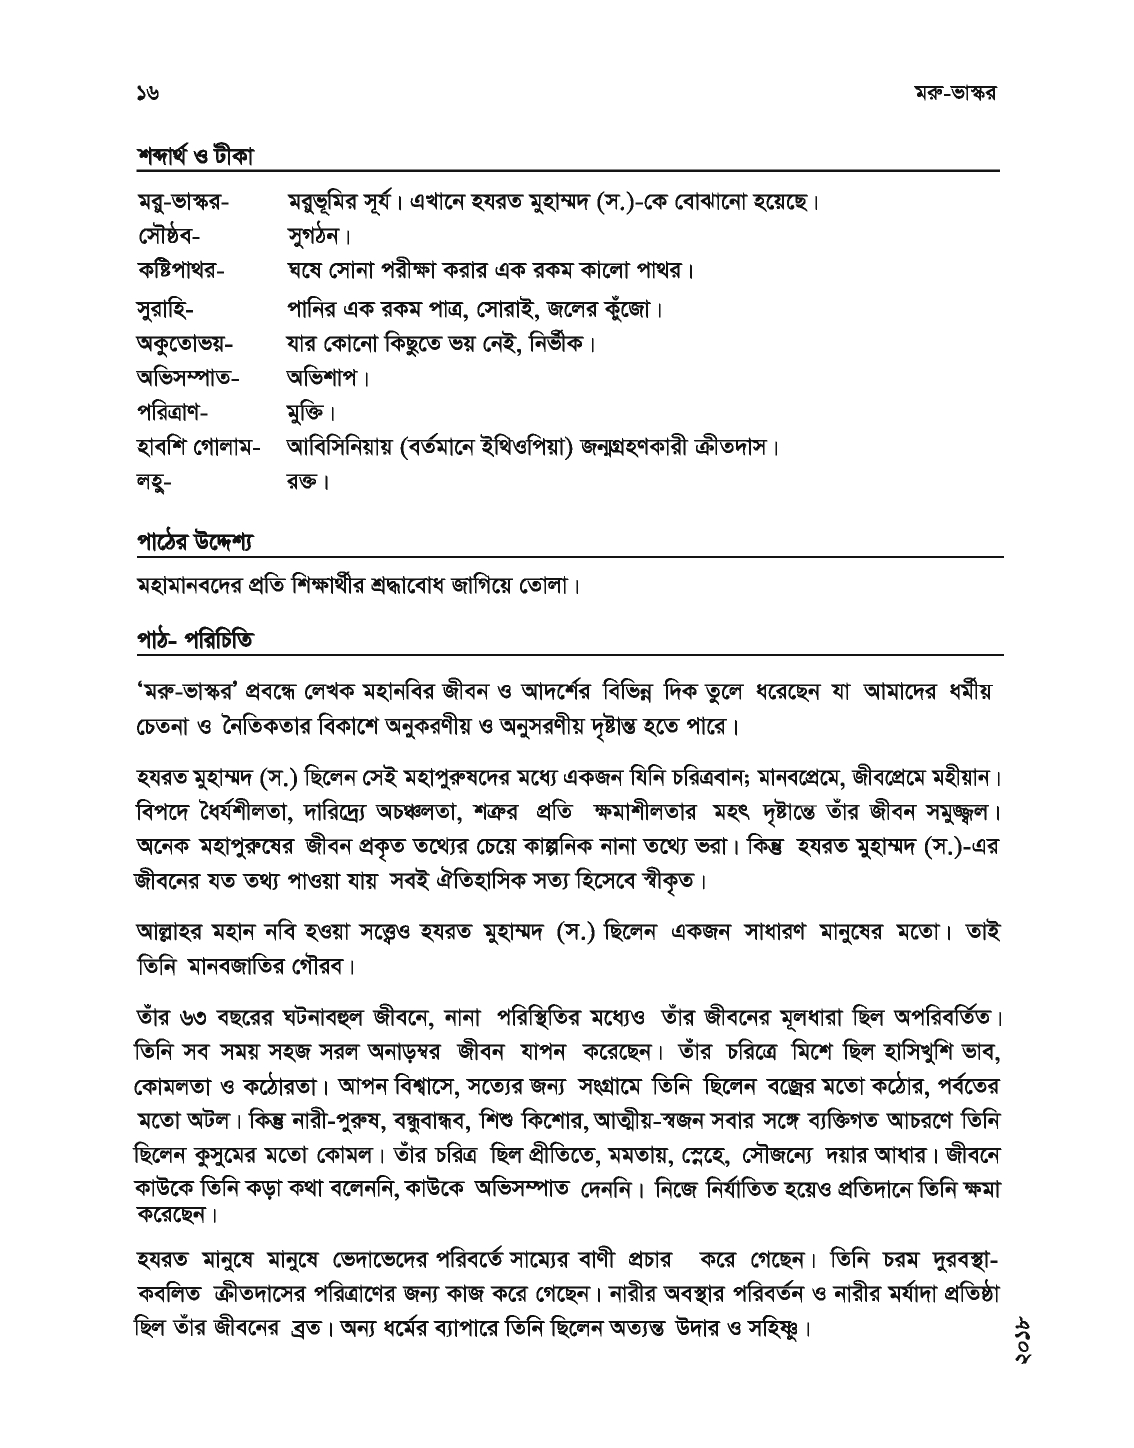 ১৬ মরু-ভাস্কর
শব্দার্থ ও টীকা
মরু-ভাস্কর- মরুভূমির সূর্য। এখানে হযরত মুহাম্মদ (স.)-কে বোঝানো হয়েছে।
সৌষ্ঠব- সুগঠন।
কষ্টিপাথর- ঘষে সোনা পরীক্ষা করার এক রকম কালো পাথর।
সুরাহি- পানির এক রকম পাত্র, সোরাই, জলের কুঁজো।
অকুতোভয়- যার কোনো কিছুতে ভয় নেই, নির্ভীক।
অভিসম্পাত- অভিশাপ।
পরিত্রাণ- মুক্তি।
হাবশি গোলাম- আবিসিনিয়ায় (বর্তমানে ইথিওপিয়া) জন্মগ্রহণকারী ক্রীতদাস।
লহু- রক্ত।
পাঠের উদ্দেশ্য
মহামানবদের প্রতি শিক্ষার্থীর শ্রদ্ধাবোধ জাগিয়ে তোলা।
পাঠ- পরিচিতি
‘মরু-ভাস্কর’ প্রবন্ধে লেখক মহানবির জীবন ও আদর্শের বিভিন্ন দিক তুলে ধরেছেন যা আমাদের ধর্মীয়
চেতনা ও নৈতিকতার বিকাশে অনুকরণীয় ও অনুসরণীয় দৃষ্টান্ত হতে পারে।
হযরত মুহাম্মদ (স.) ছিলেন সেই মহাপুরুষদের মধ্যে একজন যিনি চরিত্রবান; মানবপ্রেমে, জীবপ্রেমে মহীয়ান।
বিপদে ধৈর্যশীলতা, দারিদ্র্যে অচঞ্চলতা, শত্রুর প্রতি ক্ষমাশীলতার মহৎ দৃষ্টান্তে তাঁর জীবন সমুজ্জ্বল।
অনেক মহাপুরুষের জীবন প্রকৃত তথ্যের চেয়ে কাল্পনিক নানা তথ্যে ভরা। কিন্তু হযরত মুহাম্মদ (স.)-এর
জীবনের যত তথ্য পাওয়া যায় সবই ঐতিহাসিক সত্য হিসেবে স্বীকৃত।
আল্লাহর মহান নবি হওয়া সত্ত্বেও হযরত মুহাম্মদ (স.) ছিলেন একজন সাধারণ মানুষের মতো। তাই
তিনি মানবজাতির গৌরব।
তাঁর ৬৩ বছরের ঘটনাবহুল জীবনে, নানা পরিস্থিতির মধ্যেও তাঁর জীবনের মূলধারা ছিল অপরিবর্তিত।
তিনি সব সময় সহজ সরল অনাড়ম্বর জীবন যাপন করেছেন। তাঁর চরিত্রে মিশে ছিল হাসিখুশি ভাব,
কোমলতা ও কঠোরতা। আপন বিশ্বাসে, সত্যের জন্য সংগ্রামে তিনি ছিলেন বজ্রের মতো কঠোর, পর্বতের
মতো অটল। কিন্তু নারী-পুরুষ, বন্ধুবান্ধব, শিশু কিশোর, আত্মীয়-স্বজন সবার সঙ্গে ব্যক্তিগত আচরণে তিনি
ছিলেন কুসুমের মতো কোমল। তাঁর চরিত্র ছিল প্রীতিতে, মমতায়, স্নেহে, সৌজন্যে দয়ার আধার। জীবনে
কাউকে তিনি কড়া কথা বলেননি, কাউকে অভিসম্পাত দেননি। নিজে নির্যাতিত হয়েও প্রতিদানে তিনি ক্ষমা
করেছেন।
হযরত মানুষে মানুষে ভেদাভেদের পরিবর্তে সাম্যের বাণী প্রচার করে গেছেন। তিনি চরম দুরবস্থা-
কবলিত ক্রীতদাসের পরিত্রাণের জন্য কাজ করে গেছেন। নারীর অবস্থার পরিবর্তন ও নারীর মর্যাদা প্রতিষ্ঠা
ছিল তাঁর জীবনের ব্রত। অন্য ধর্মের ব্যাপারে তিনি ছিলেন অত্যন্ত উদার ও সহিষ্ণু।
২০১৮